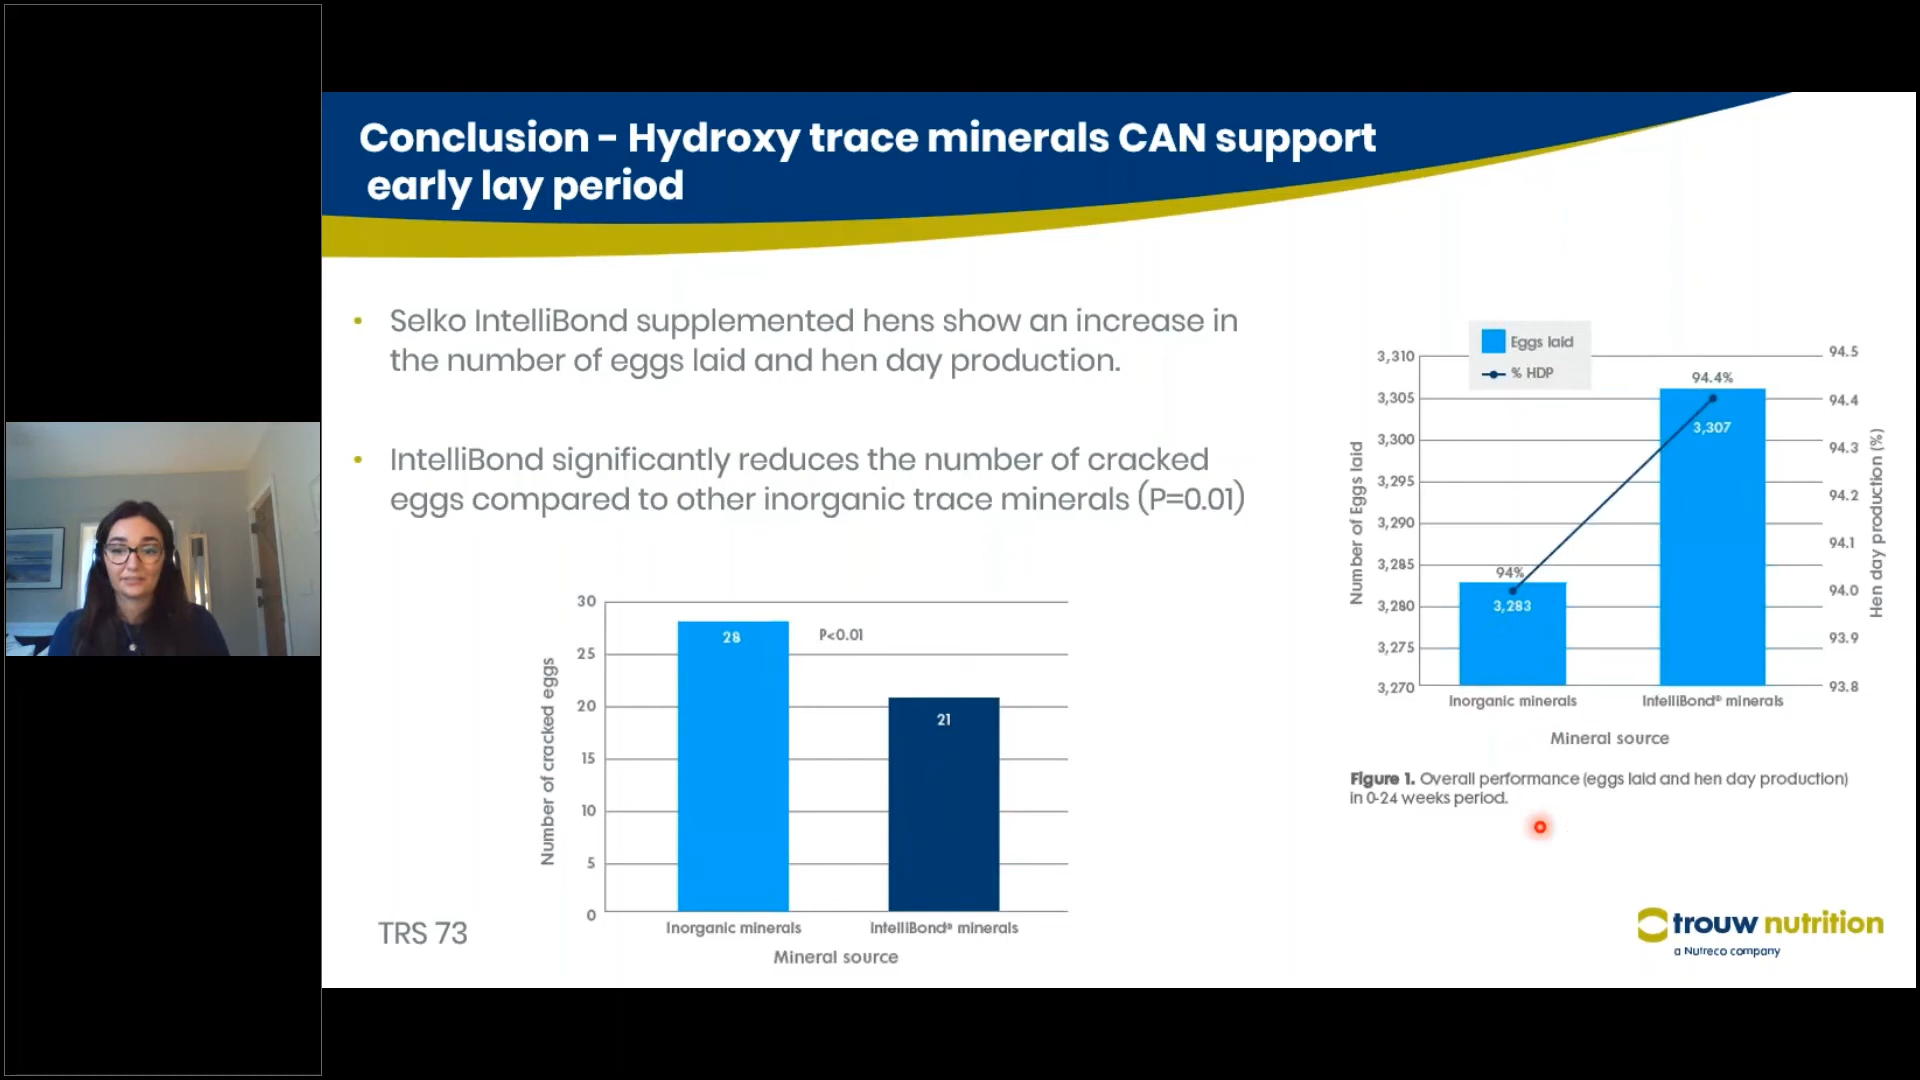 Conclusion - Hydroxy trace minerals CAN support
early lay period
• Selko IntelliBond supplemented hens show an increase in
the number of eggs laid and hen day production.
• IntelliBond significantly reduces the number of cracked
eggs compared to other inorganic trace minerals (P=0.01)
30
25
20
15
10
5
0
Number of cracked eggs
28
P<0.01
21
Inorganic minerals
IntelliBond® minerals
Mineral source
TRS 73
Eggs laid
% HDP
3,310
3,305
3,300
3,295
3,290
3,285
3,280
3,275
3,270
Number of Eggs laid
94%
3,283
94.4%
3,307
94.5
94.4
94.3
94.2
94.1
94.0
93.9
93.8
Hen day production (%)
Inorganic minerals
IntelliBond® minerals
Mineral source
Figure 1. Overall performance (eggs laid and hen day production)
in 0-24 weeks period.
trouw nutrition
a Nutreco company